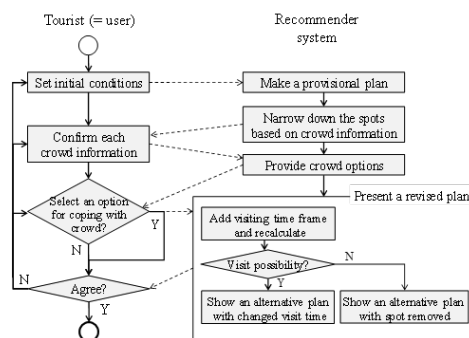 Tourist (= user)
Recommender
system
Set initial conditions
Make a provisional plan
Narrow down the spots
based on crowd information
Confirm each
crowd information
Provide crowd options
Select an option
for coping with
crowd?
Y
N
Present a revised plan
Add visiting time frame
and recalculate
Visit possibility?
N
Y
Agree?
N
Y
Show an alternative plan
with changed visit time
Show an alternative plan
with spot removed